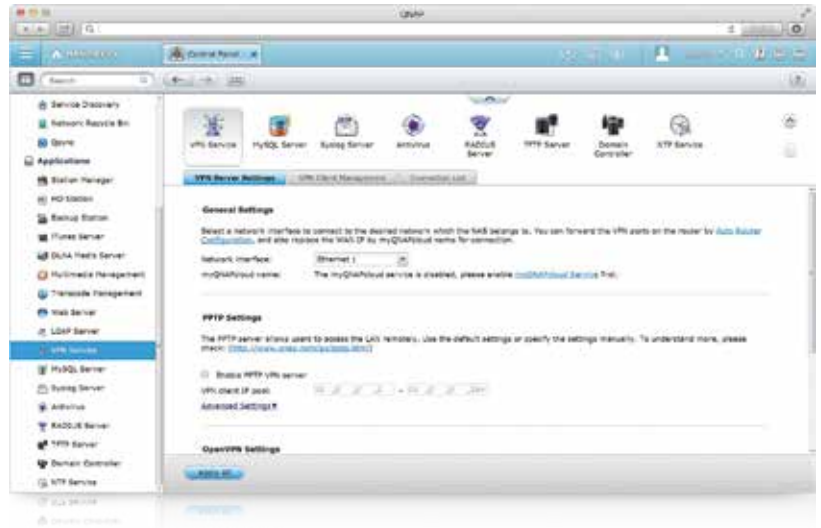 QNAP
Control Panel
Search
Service Discovery
Network Recycle Bin
Qsync
Applications
Station Manager
HD Station
Backup Station
iTunes Server
DLNA Media Server
Multimedia Management
Transcode Management
Web Server
LDAP Server
VPN Service
MySQL Server
Syslog Server
Antivirus
RADIUS Server
TFTP Server
Domain Controller
NTP Service
VPN Service
MySQL Server
Syslog Server
Antivirus
RADIUS Server
TFTP Server
Domain Controller
NTP Service
VPN Server Settings
VPN Client Management
Connection List
General Settings
Select a network interface to connect to the desired network which the NAS belongs to. You can forward the VPN ports on the router by Auto Router
Configuration, and also replace the WAN IP by myQNAPcloud name for connection.
Network interface: Ethernet 1
myQNAPcloud name: The myQNAPcloud service is disabled, please enable myQNAPcloud Service first.
PPTP Settings
The PPTP server allows users to access the LAN remotely. Use the default settings or specify the settings manually. To understand more, please
check:
Enable PPTP VPN server
VPN client IP pool:
Advanced Settings
OpenVPN Settings
Apply All